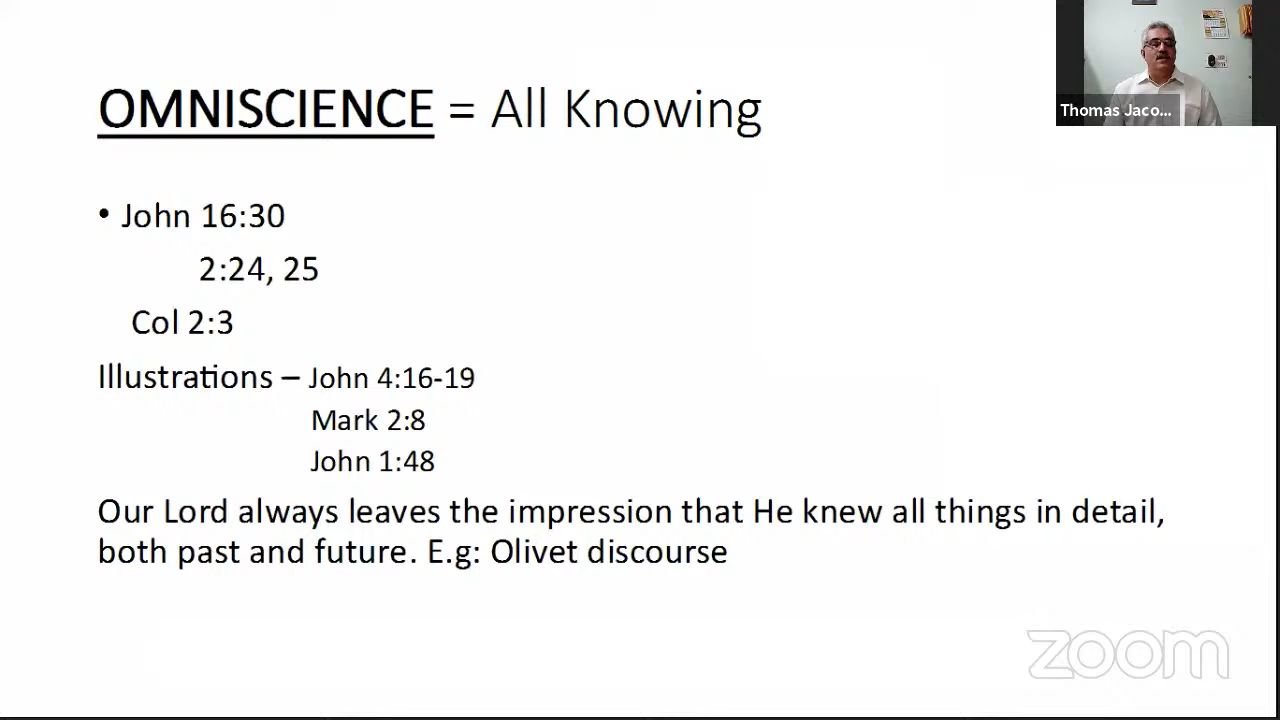 OMNISCIENCE = All Knowing
Thomas Jaco...
• John 16:30
2:24, 25
Col 2:3
Illustrations – John 4:16-19
Mark 2:8
John 1:48
Our Lord always leaves the impression that He knew all things in detail,
both past and future. E.g: Olivet discourse
zoom